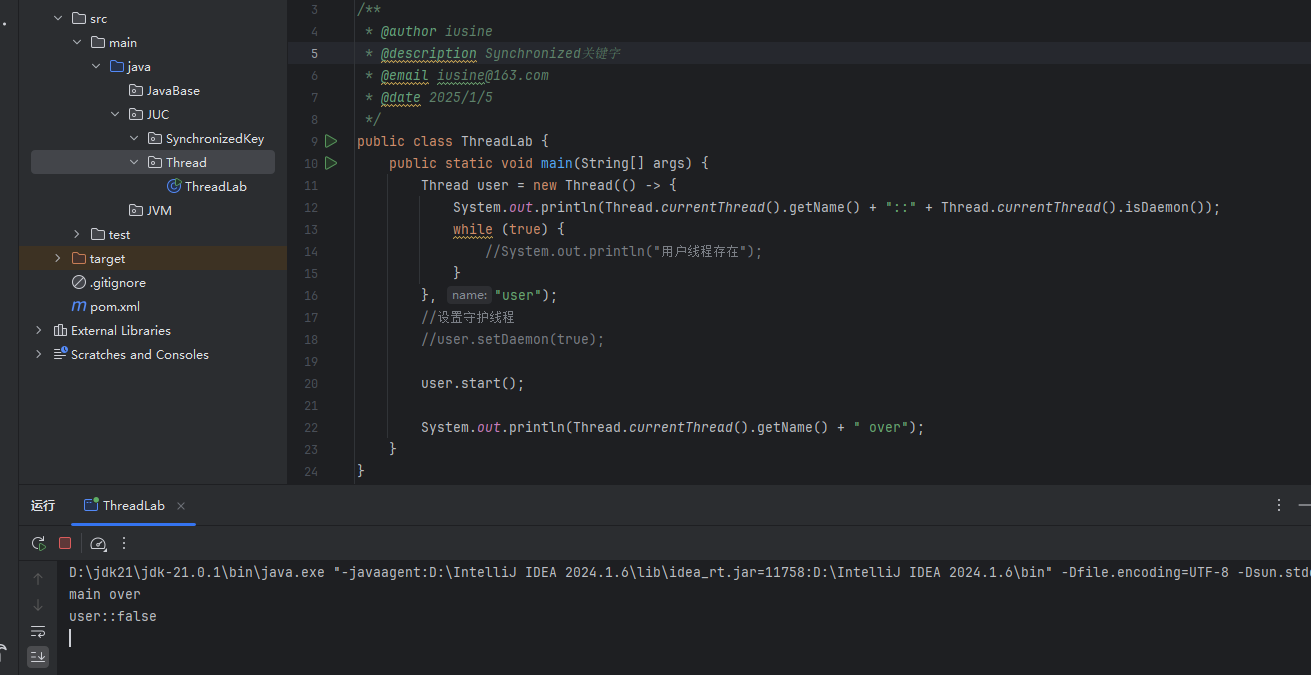 src
main
java
JavaBase
JUC
SynchronizedKey
Thread
ThreadLab
JVM
test
target
.gitignore
pom.xml
External Libraries
Scratches and Consoles
3 /**
4 * @author iusine
5 * @description Synchronized关键字
6 * @email iusine@163.com
7 * @date 2025/1/5
8 */
9 public class ThreadLab {
10 public static void main(String[] args) {
11 Thread user = new Thread(() -> {
12 System.out.println(Thread.currentThread().getName() + "::" + Thread.currentThread().isDaemon());
13 while (true) {
14 //System.out.println("用户线程存在");
15 }
16 }, name: "user");
17 //设置守护线程
18 //user.setDaemon(true);
19
20 user.start();
21
22 System.out.println(Thread.currentThread().getName() + " over");
23 }
24 }
运行 ThreadLab
D:\jdk21\jdk-21.0.1\bin\java.exe "-javaagent:D:\IntelliJ IDEA 2024.1.6\lib\idea_rt.jar=11758:D:\IntelliJ IDEA 2024.1.6\bin" -Dfile.encoding=UTF-8 -Dsun.std
main over
user::false